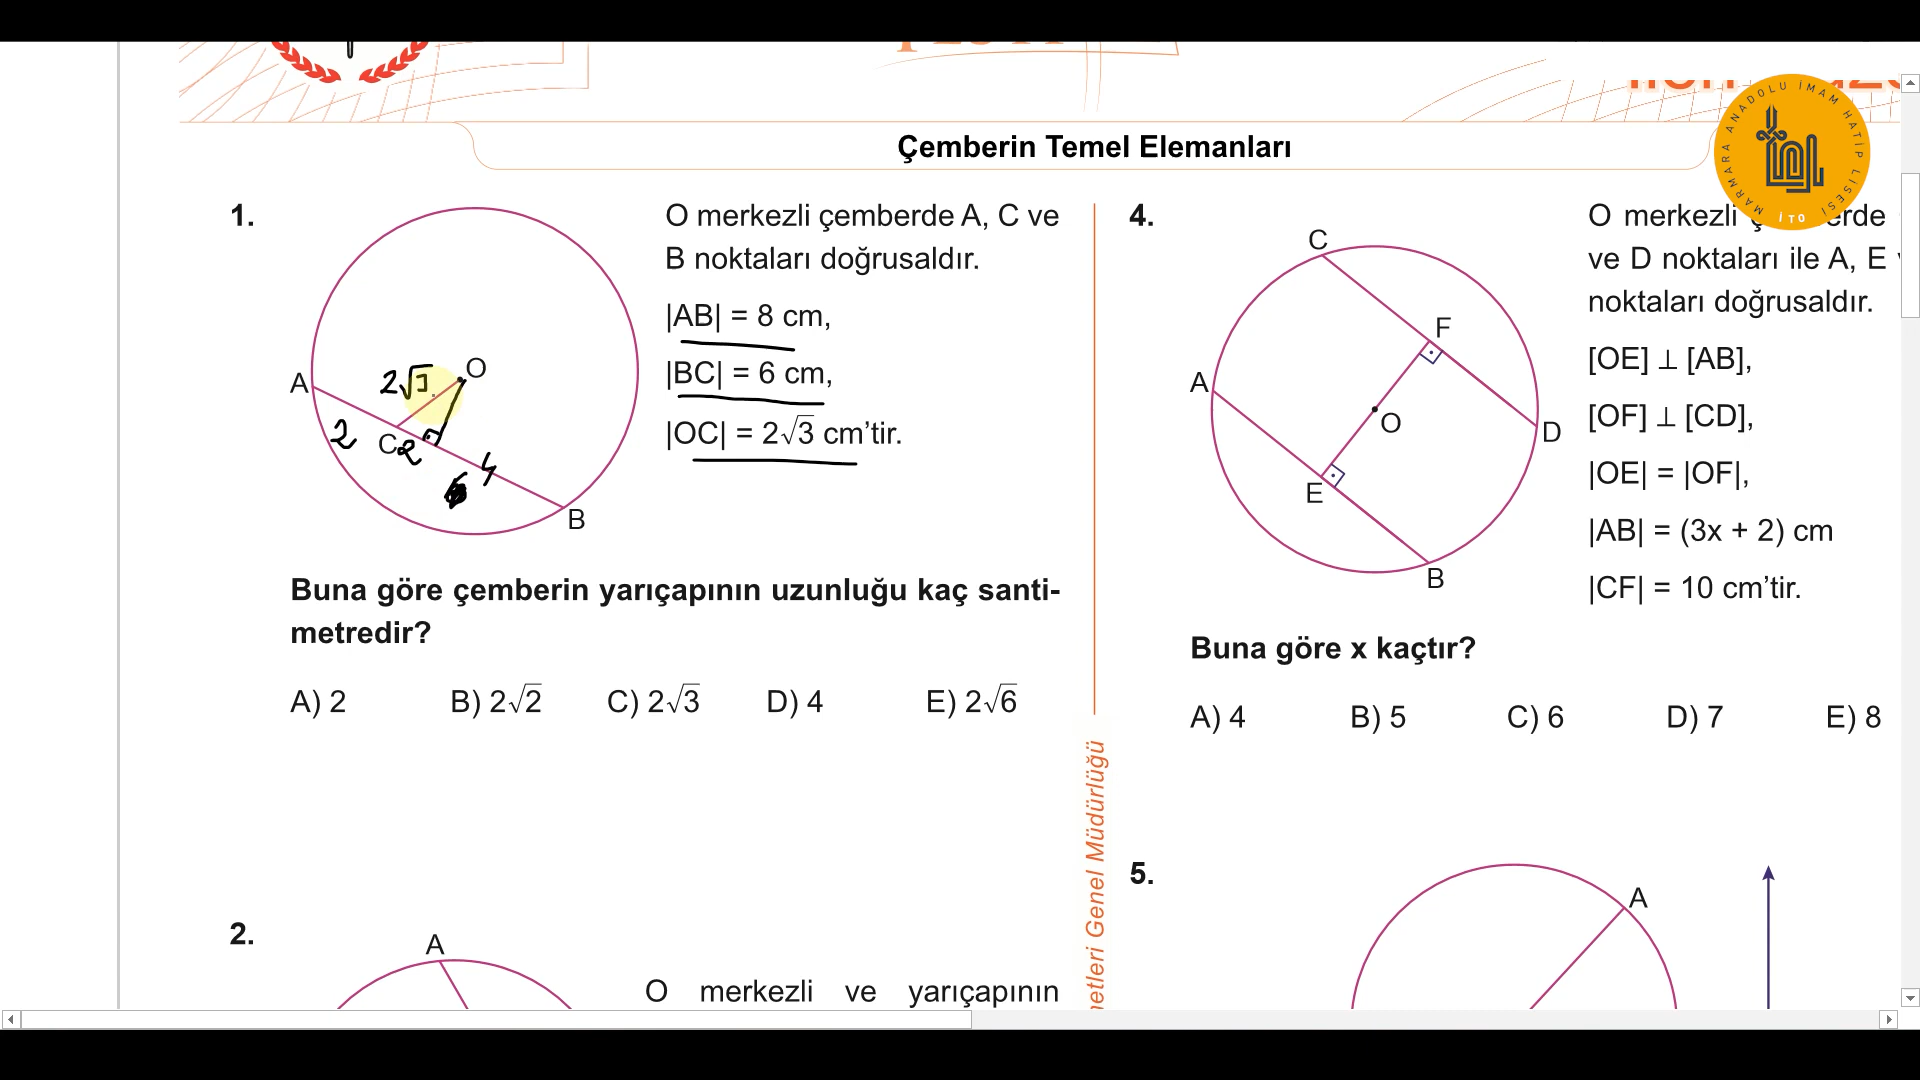 Çemberin Temel Elemanları
MARMARA ANADOLU İMAM HATİP LİSESİ
İTO
1.
O merkezli çemberde A, C ve
B noktaları doğrusaldır.
|AB| = 8 cm,
|BC| = 6 cm,
|OC| = 2√3 cm’tir.
O
A
C
B
2√3
2
2
4
Buna göre çemberin yarıçapının uzunluğu kaç santi-
metredir?
A) 2 B) 2√2 C) 2√3 D) 4 E) 2√6
2.
A
O merkezli ve yarıçapının
netleri Genel Müdürlüğü
4.
C
F
A
O
D
E
B
O merkezli
ve D noktaları ile A, E
noktaları doğrusaldır.
[OE] ⊥ [AB],
[OF] ⊥ [CD],
|OE| = |OF|,
|AB| = (3x + 2) cm
|CF| = 10 cm’tir.
Buna göre x kaçtır?
A) 4 B) 5 C) 6 D) 7 E) 8
5.
A